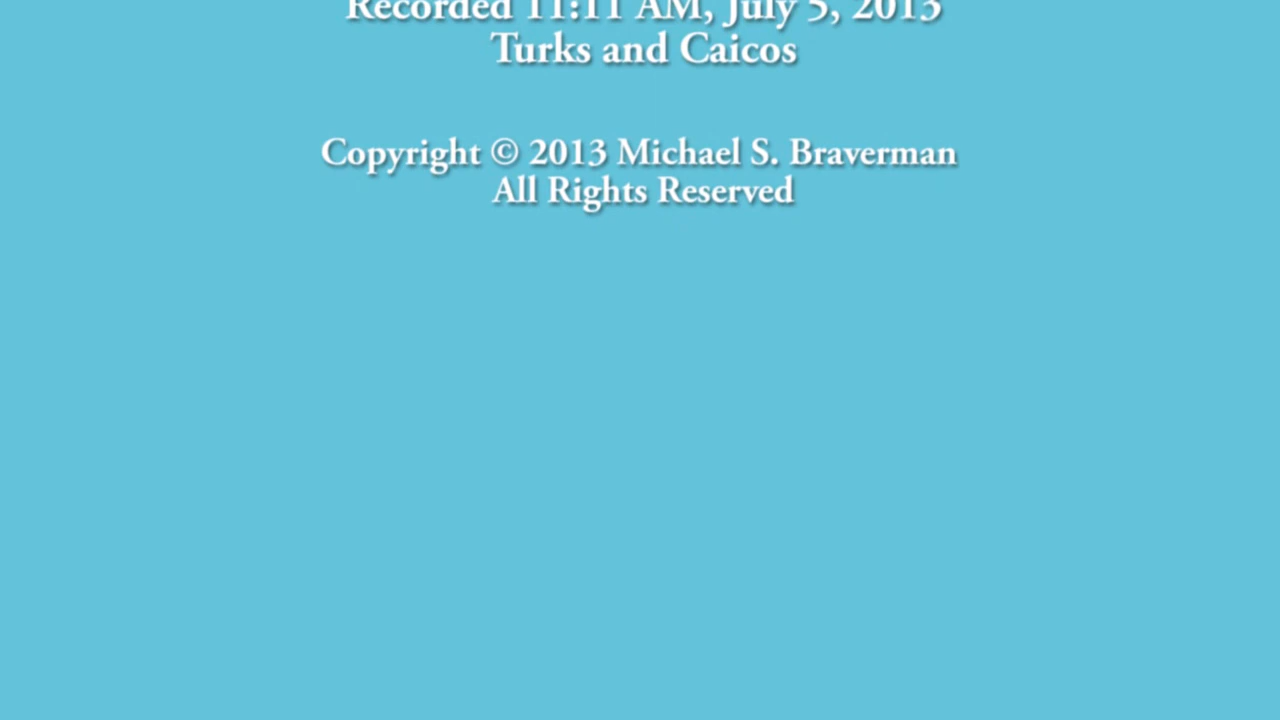 Recorded 11:11 AM, July 5, 2013
Turks and Caicos
Copyright © 2013 Michael S. Braverman
All Rights Reserved